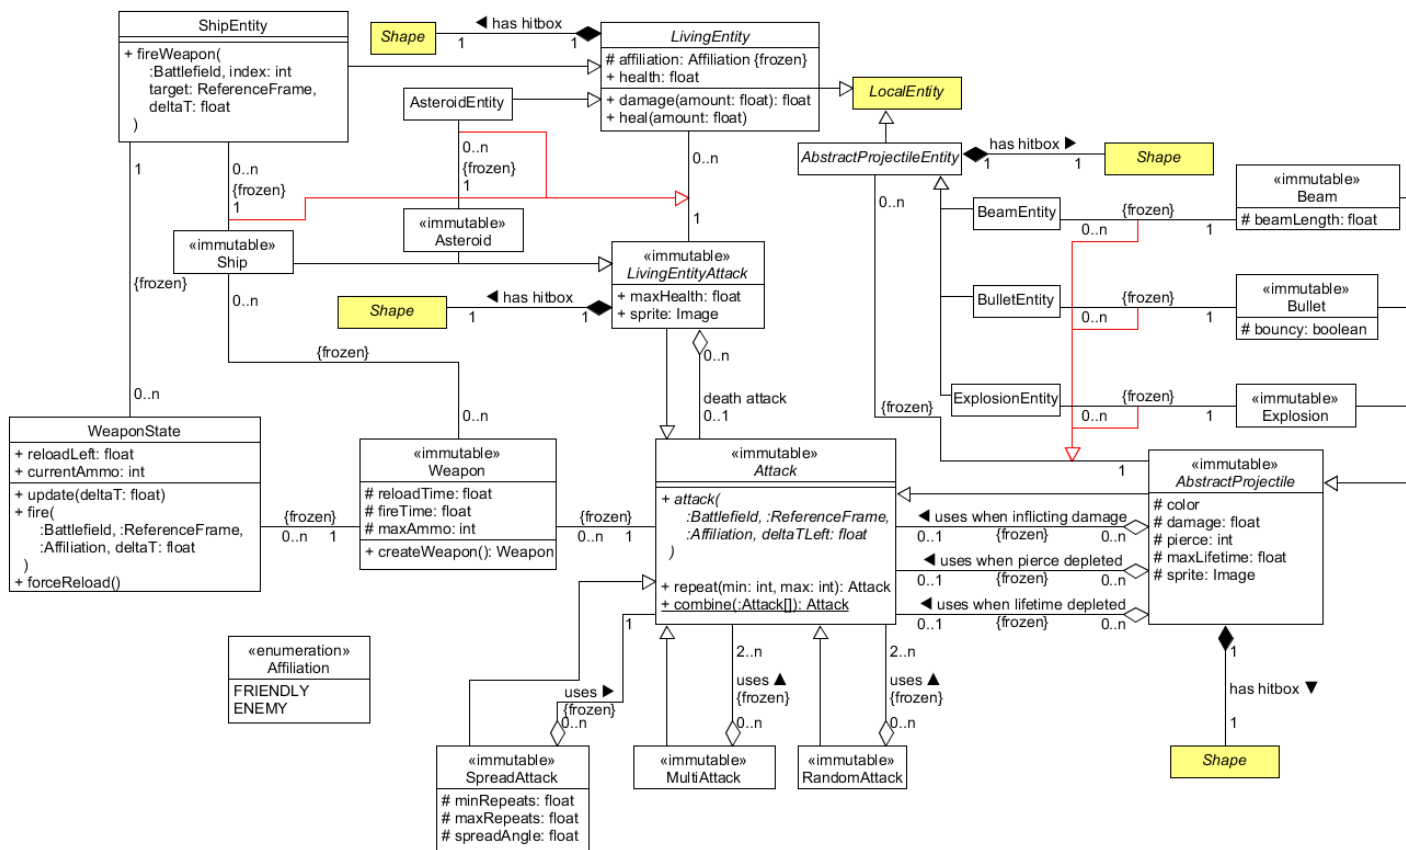 ShipEntity
+ fireWeapon(
:Battlefield, index: int
target: ReferenceFrame,
deltaT: float
)
Shape
◀ has hitbox
1
1
LivingEntity
# affiliation: Affiliation {frozen}
+ health: float
+ damage(amount: float): float
+ heal(amount: float)
AsteroidEntity
LocalEntity
AbstractProjectileEntity
has hitbox ▶
1
1
Shape
1
0..n
{frozen}
1
0..n
{frozen}
1
0..n
1
0..n
«immutable»
Ship
«immutable»
Asteroid
«immutable»
LivingEntityAttack
+ maxHealth: float
+ sprite: Image
Shape
◀ has hitbox
1
1
BeamEntity
{frozen}
0..n
1
«immutable»
Beam
# beamLength: float
BulletEntity
{frozen}
0..n
1
«immutable»
Bullet
# bouncy: boolean
ExplosionEntity
{frozen}
0..n
1
«immutable»
Explosion
{frozen}
0..n
0..n
{frozen}
0..n
0..n
death attack
0..1
{frozen}
1
WeaponState
+ reloadLeft: float
+ currentAmmo: int
+ update(deltaT: float)
+ fire(
:Battlefield, :ReferenceFrame,
:Affiliation, deltaT: float
)
+ forceReload()
{frozen}
0..n
1
«immutable»
Weapon
# reloadTime: float
# fireTime: float
# maxAmmo: int
+ createWeapon(): Weapon
{frozen}
0..n
1
«immutable»
Attack
+ attack(
:Battlefield, :ReferenceFrame,
:Affiliation, deltaTLeft: float
)
+ repeat(min: int, max: int): Attack
+ combine(:Attack[]): Attack
◀ uses when inflicting damage
0..1
{frozen}
0..n
◀ uses when pierce depleted
0..1
{frozen}
0..n
◀ uses when lifetime depleted
0..1
{frozen}
0..n
«immutable»
AbstractProjectile
# color
# damage: float
# pierce: int
# maxLifetime: float
# sprite: Image
1
has hitbox ▼
1
Shape
«enumeration»
Affiliation
FRIENDLY
ENEMY
1
uses ▶
{frozen}
0..n
2..n
uses ▲
{frozen}
0..n
2..n
uses ▲
{frozen}
0..n
«immutable»
SpreadAttack
# minRepeats: float
# maxRepeats: float
# spreadAngle: float
«immutable»
MultiAttack
«immutable»
RandomAttack